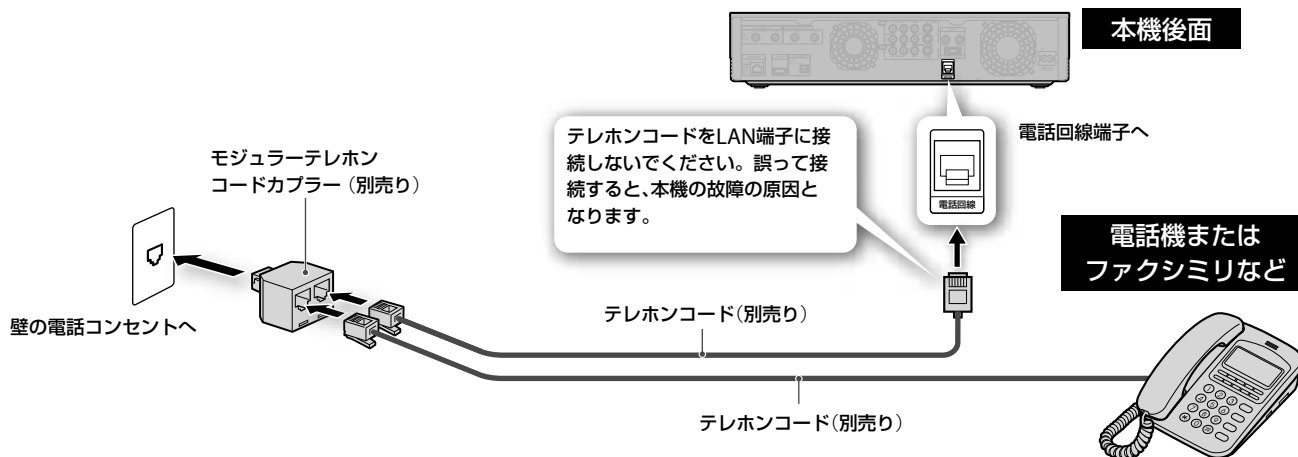 本機後面
テレホンコードをLAN端子に接
続しないでください。誤って接
続すると、本機の故障の原因と
なります。
電話回線端子へ
電話回線
モジュラーテレホン
コードカプラー（別売り）
電話機または
ファクシミリなど
壁の電話コンセントへ
テレホンコード（別売り）
テレホンコード（別売り）